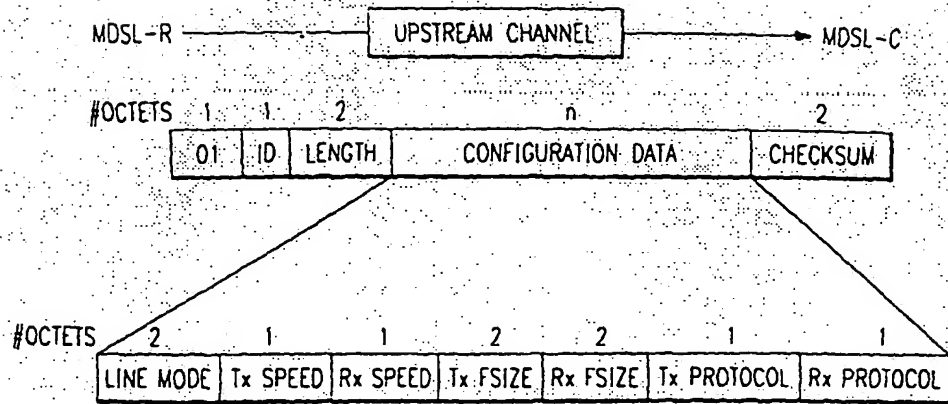 MDSL-R UPSTREAM CHANNEL MDSL-C
#OCTETS 1 1 2 n 2
01 ID LENGTH CONFIGURATION DATA CHECKSUM
#OCTETS 2 1 1 2 2 1 1
LINE MODE Tx SPEED Rx SPEED Tx FSIZE Rx FSIZE Tx PROTOCOL Rx PROTOCOL